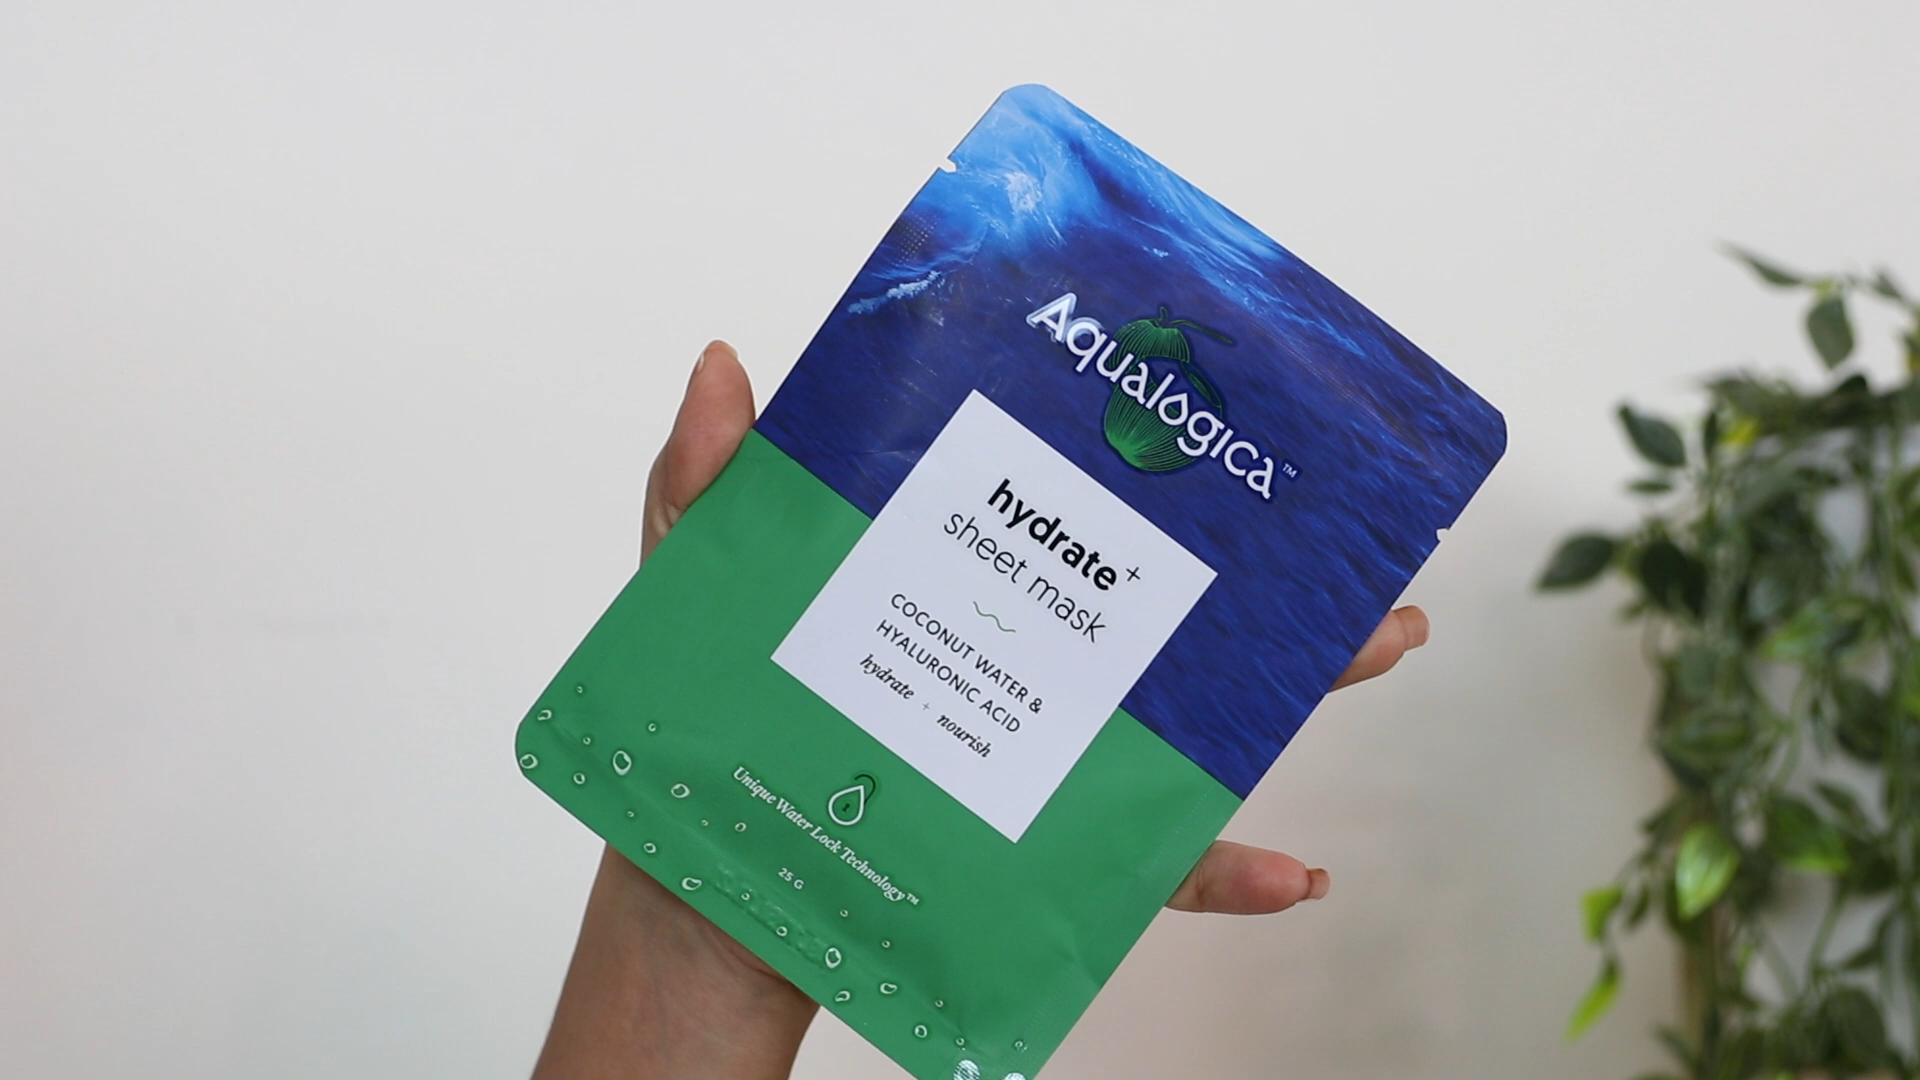 Aqualogica™
hydrate+
sheet mask
COCONUT WATER &
HYALURONIC ACID
hydrate + nourish
Unique Water Lock Technology™
25 G